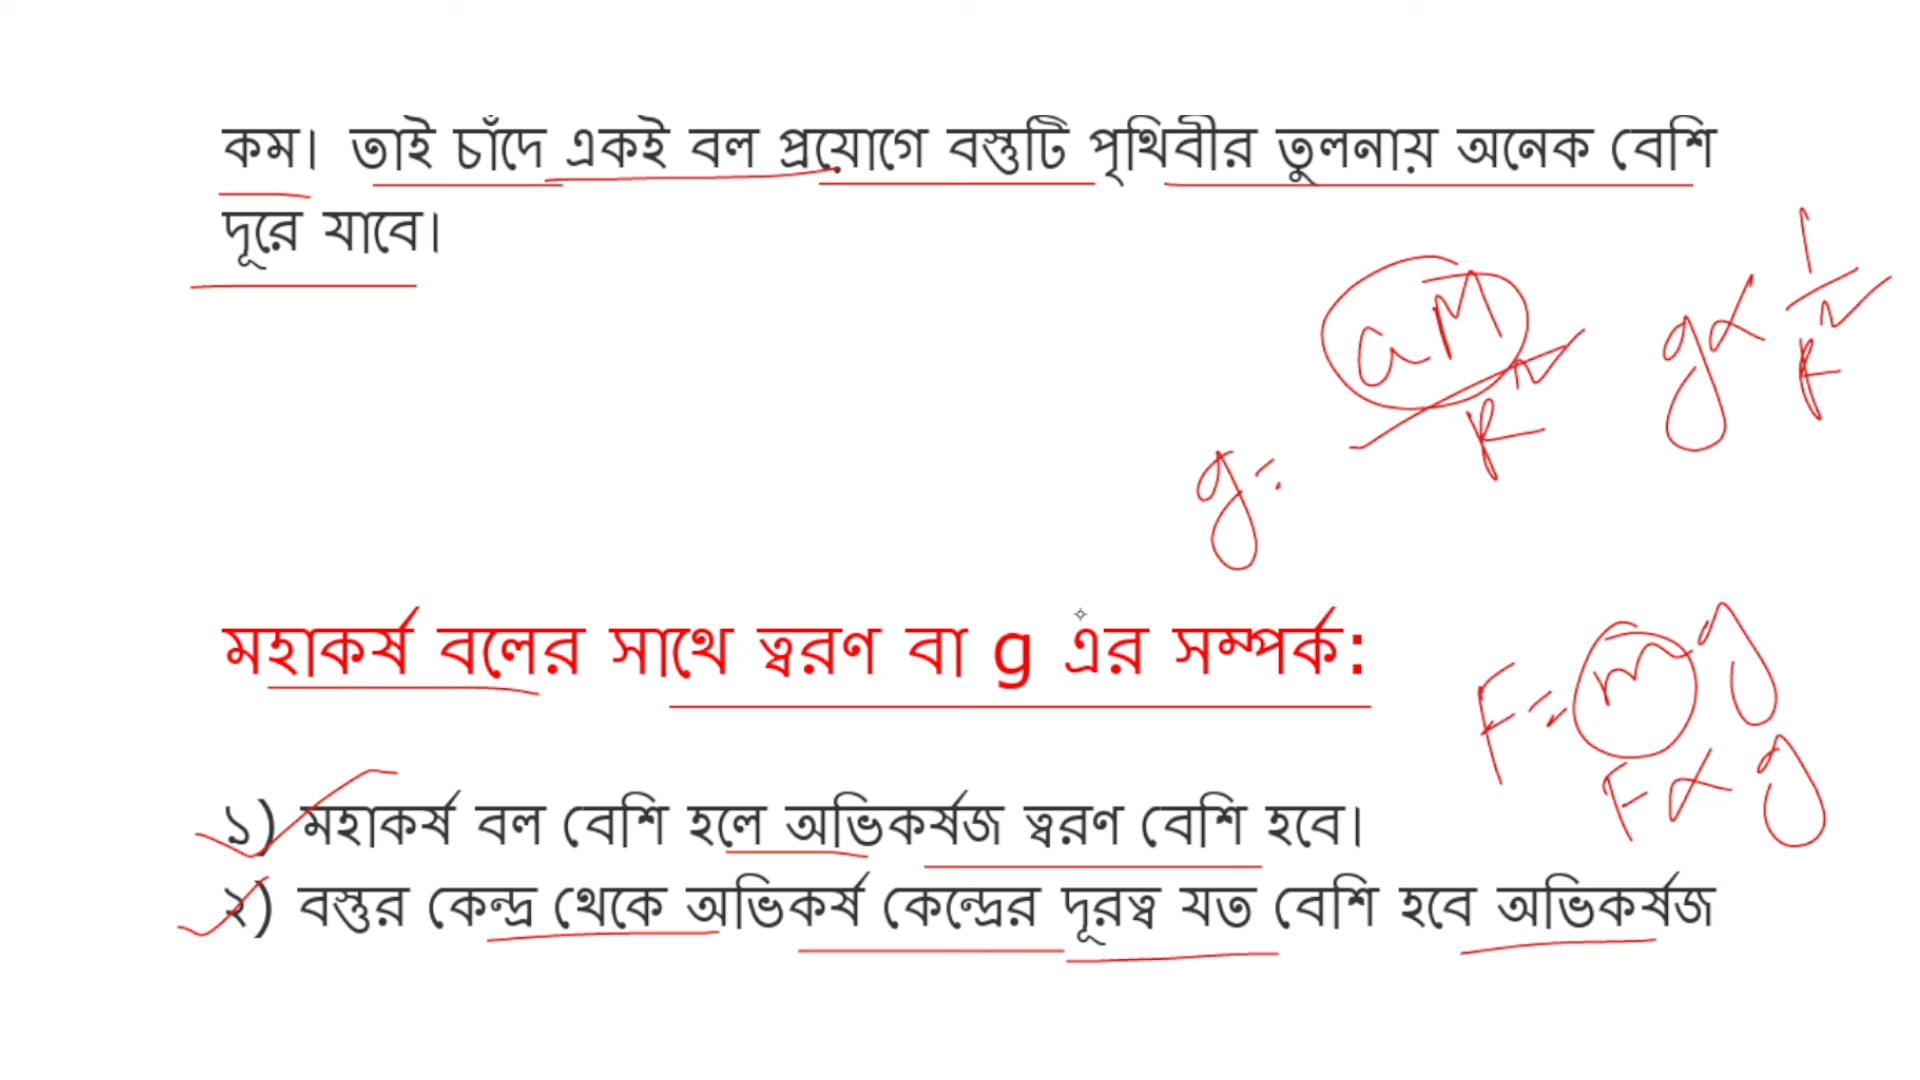 কম। তাই চাঁদে একই বল প্রয়োগে বস্তুটি পৃথিবীর তুলনায় অনেক বেশি
দূরে যাবে।
g = GM / R²
g ∝ 1 / R²
মহাকর্ষ বলের সাথে ত্বরণ বা g এর সম্পর্ক:
F = mg
F ∝ g
১) মহাকর্ষ বল বেশি হলে অভিকর্ষজ ত্বরণ বেশি হবে।
২) বস্তুর কেন্দ্র থেকে অভিকর্ষ কেন্দ্রের দূরত্ব যত বেশি হবে অভিকর্ষজ